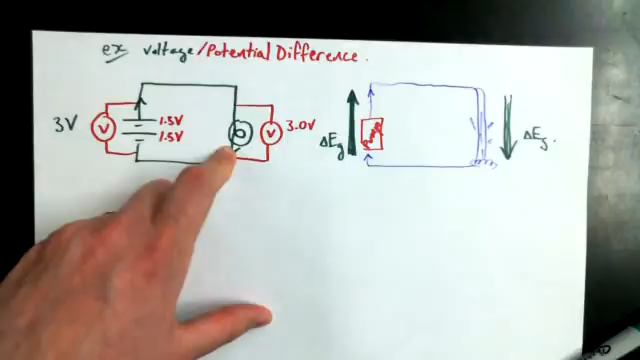 ex Voltage/Potential Difference.
3V V 1.5V V 3.0V
1.5V
ΔEg ΔEg.